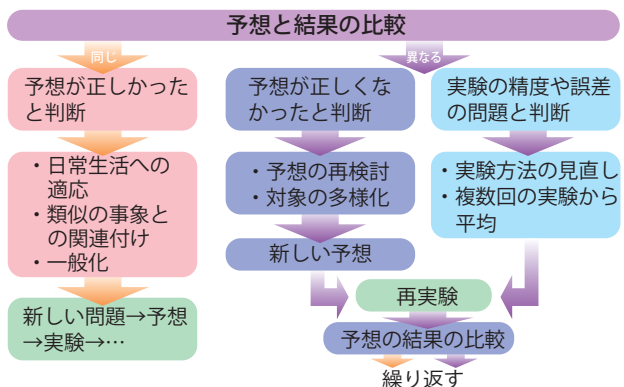 予想と結果の比較
同じ
異なる
予想が正しかった
と判断
・日常生活への
適応
・類似の事象と
の関連付け
・一般化
新しい問題→予想
→実験→…
予想が正しくな
かったと判断
・予想の再検討
・対象の多様化
新しい予想
実験の精度や誤差
の問題と判断
・実験方法の見直し
・複数回の実験から
平均
再実験
予想の結果の比較
繰り返す